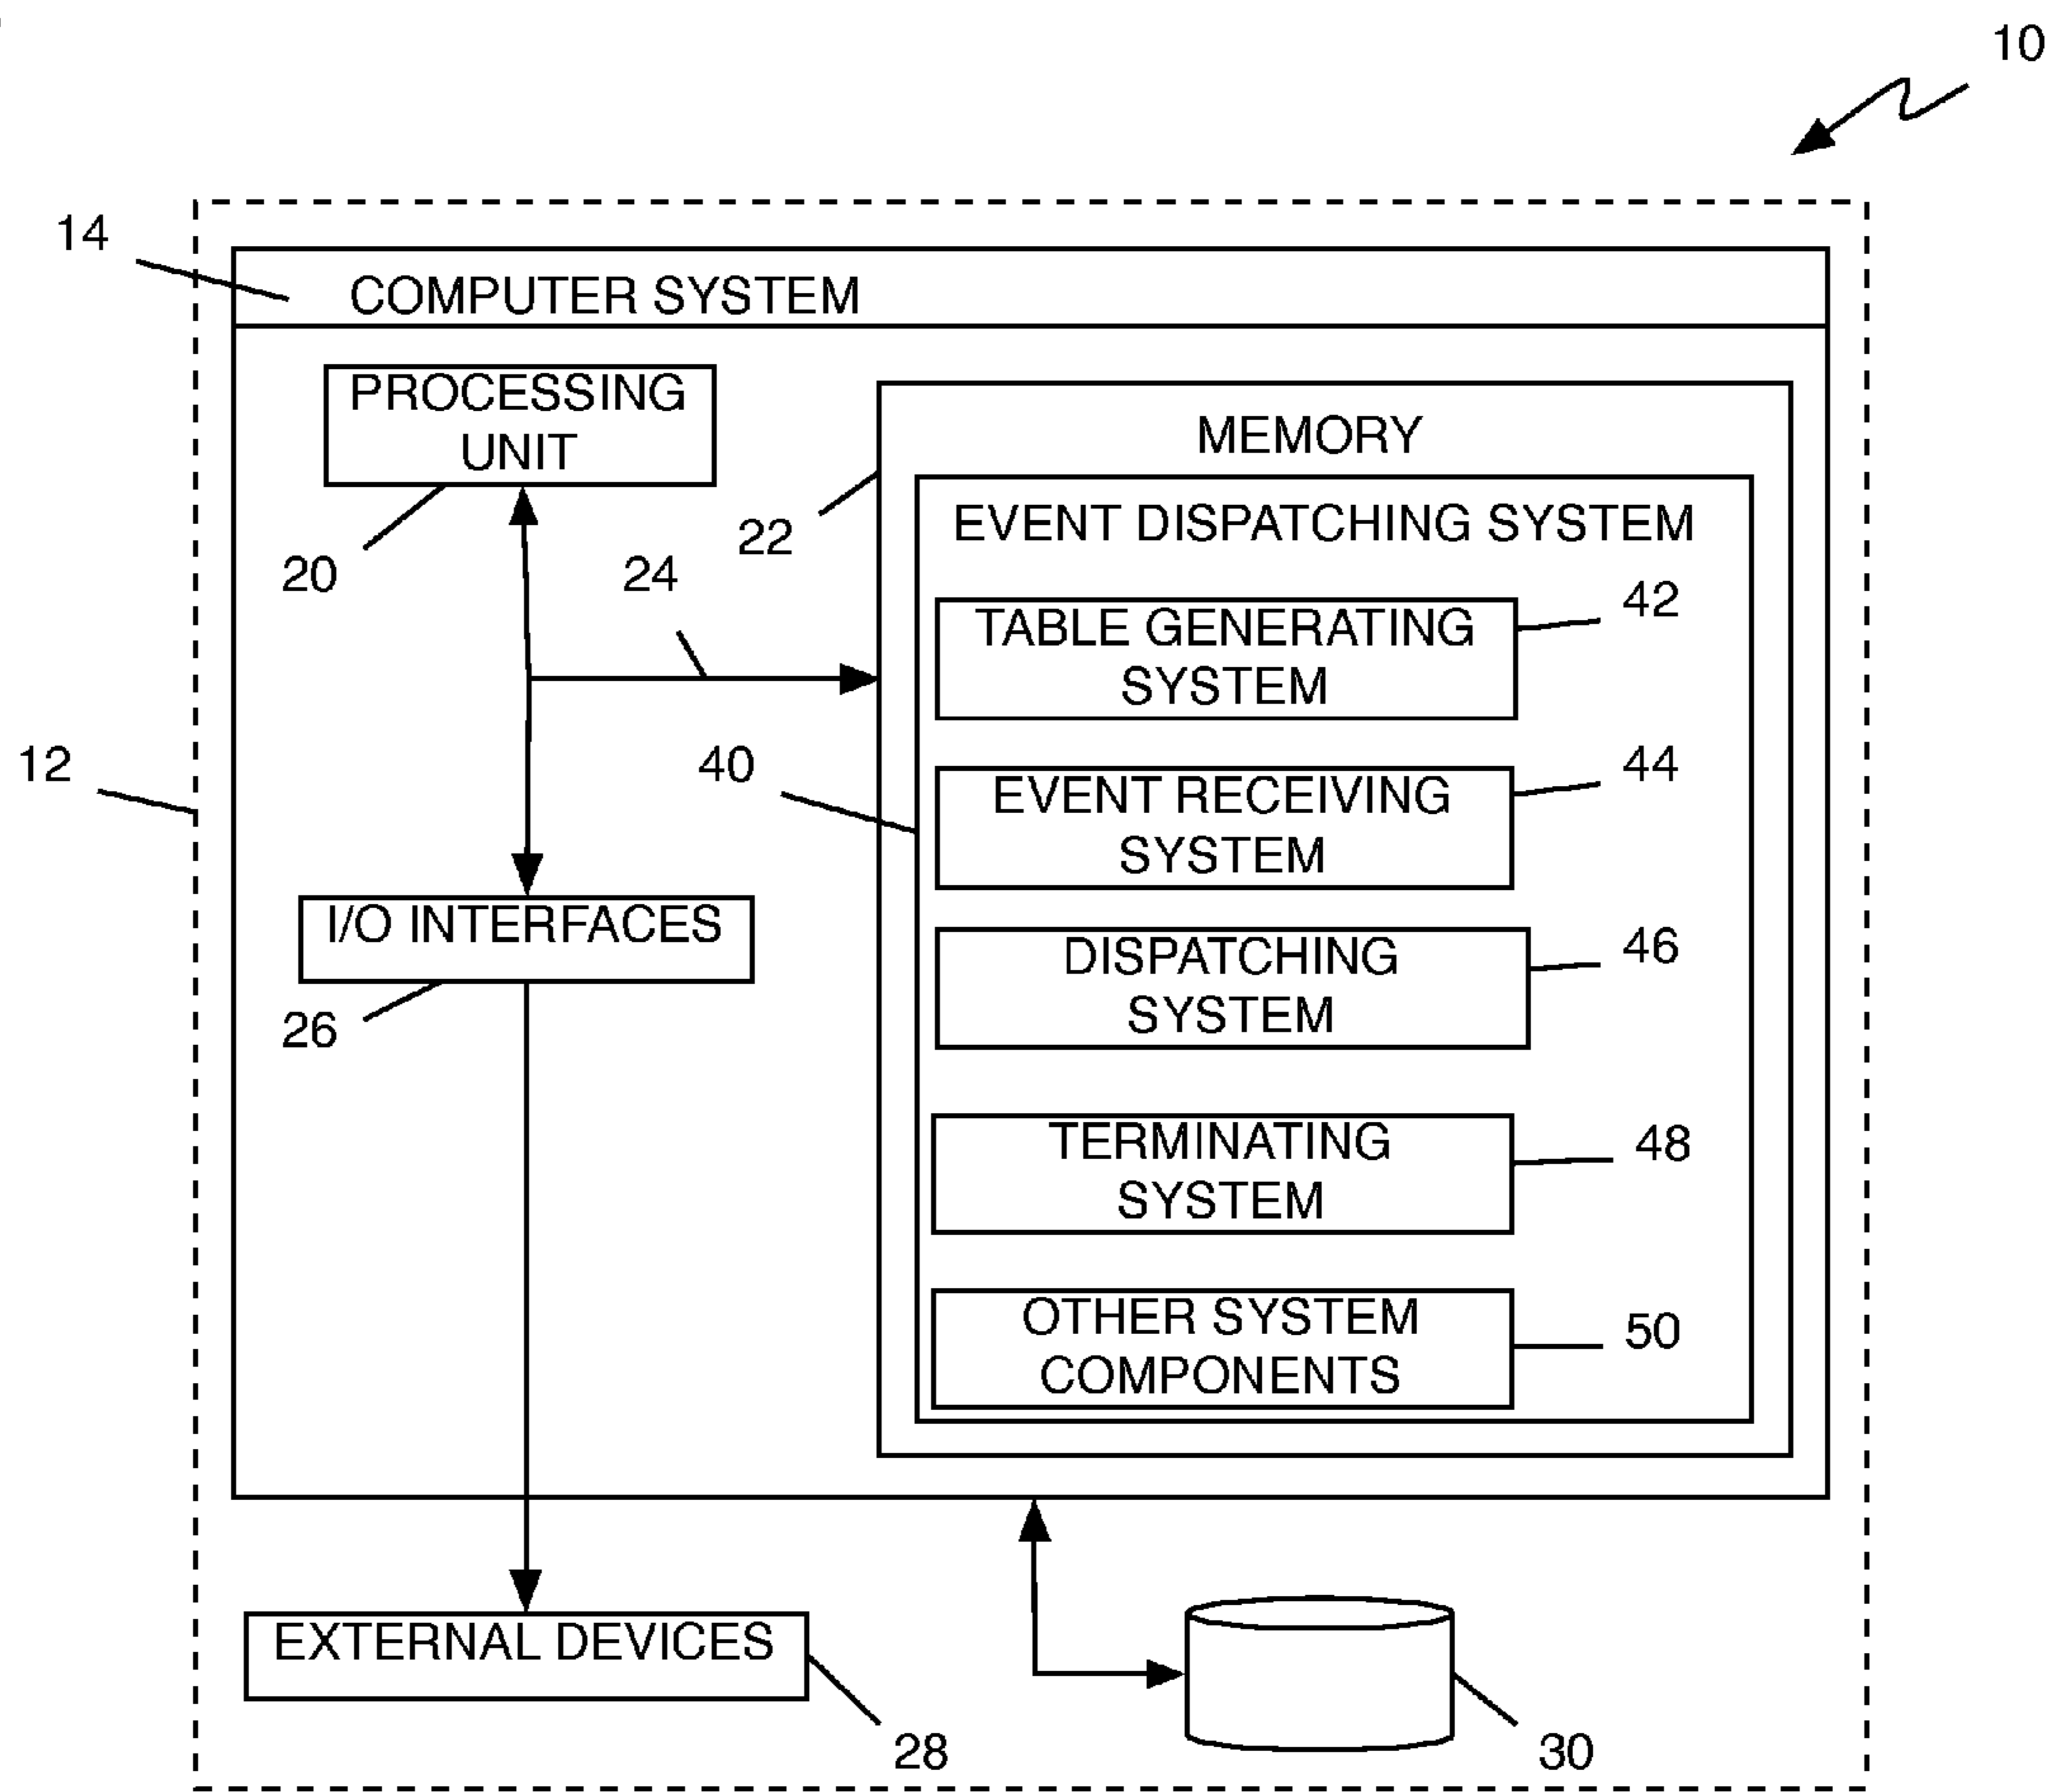 10
14
COMPUTER SYSTEM
PROCESSING
UNIT
20
24
22
MEMORY
EVENT DISPATCHING SYSTEM
TABLE GENERATING
SYSTEM
42
12
40
EVENT RECEIVING
SYSTEM
44
I/O INTERFACES
26
DISPATCHING
SYSTEM
46
TERMINATING
SYSTEM
48
OTHER SYSTEM
COMPONENTS
50
EXTERNAL DEVICES
28
30